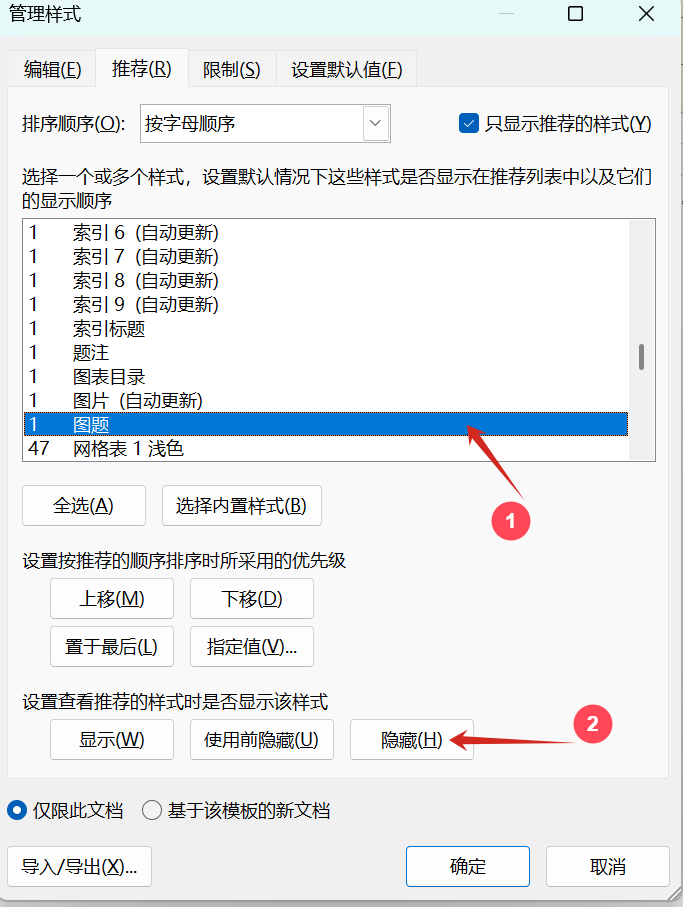 管理样式
编辑(E) 推荐(R) 限制(S) 设置默认值(F)
排序顺序(O): 按字母顺序 只显示推荐的样式(Y)
选择一个或多个样式，设置默认情况下这些样式是否显示在推荐列表中以及它们
的显示顺序
1 索引 6 (自动更新)
1 索引 7 (自动更新)
1 索引 8 (自动更新)
1 索引 9 (自动更新)
1 索引标题
1 题注
1 图表目录
1 图片 (自动更新)
1 图题
47 网格表 1 浅色
全选(A) 选择内置样式(B)
1
设置按推荐的顺序排序时所采用的优先级
上移(M) 下移(D)
置于最后(L) 指定值(V)...
设置查看推荐的样式时是否显示该样式
2
显示(W) 使用前隐藏(U) 隐藏(H)
仅限此文档 基于该模板的新文档
导入/导出(X)... 确定 取消